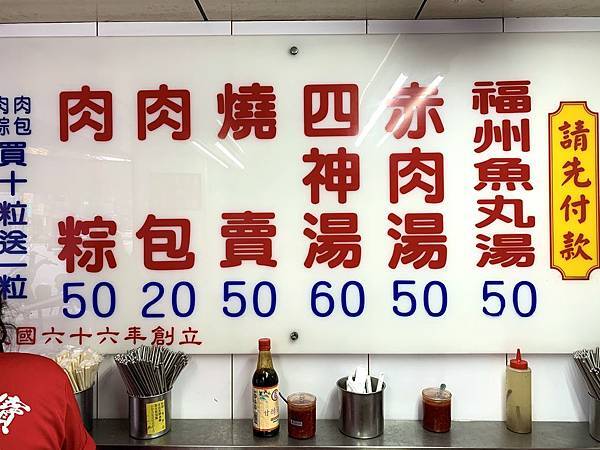 請先付款
福州魚丸湯
50
赤肉湯
50
四神湯
60
燒賣
50
肉包
20
肉粽
50
肉肉
粽包
買十粒送一粒
國六十六年創立